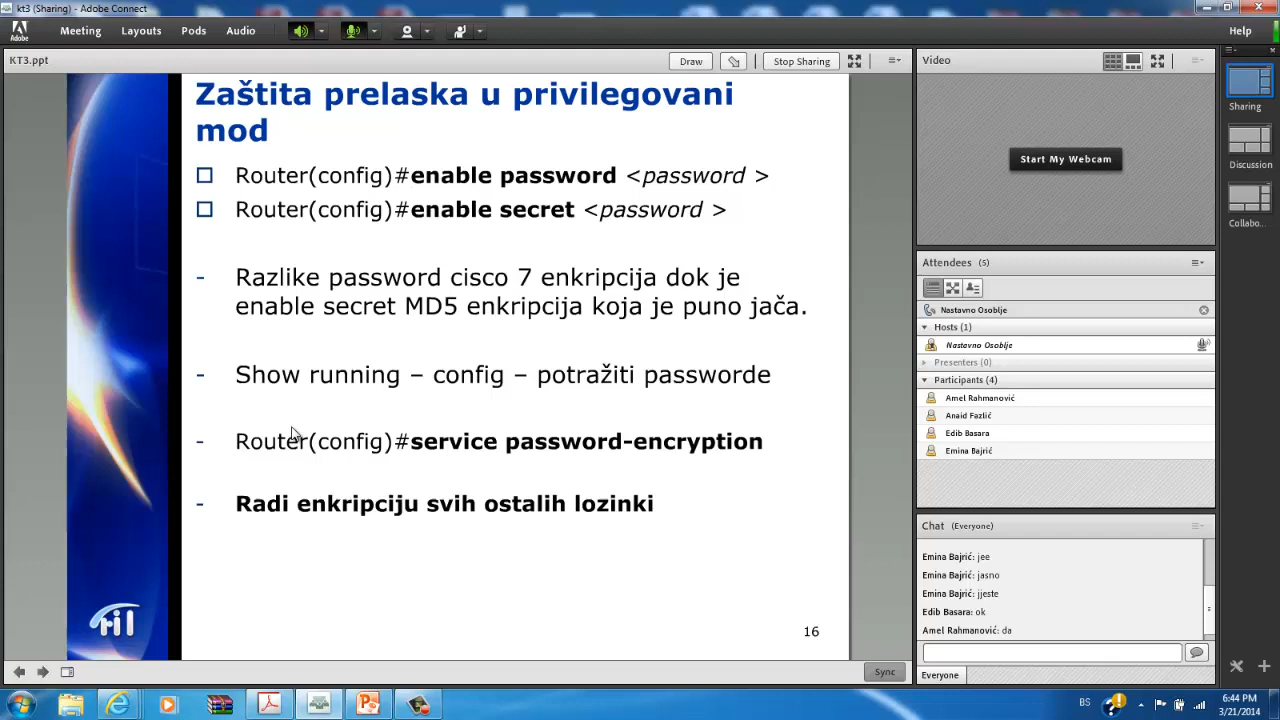 kt3 (Sharing) - Adobe Connect
Meeting Layouts Pods Audio Help
KT3.ppt
Draw
Stop Sharing
Zaštita prelaska u privilegovani
mod
Router(config)#enable password <password >
Router(config)#enable secret <password >
- Razlike password cisco 7 enkripcija dok je
enable secret MD5 enkripcija koja je puno jača.
- Show running – config – potražiti passworde
- Router(config)#service password-encryption
- Radi enkripciju svih ostalih lozinki
16
Sync
Video
Start My Webcam
Attendees (5)
Nastavno Osoblje
Hosts (1)
Nastavno Osoblje
Presenters (0)
Participants (4)
Amel Rahmanović
Anaid Fazlić
Edib Basara
Emina Bajrić
Chat (Everyone)
Emina Bajrić: jee
Emina Bajrić: jasno
Emina Bajrić: jjeste
Edib Basara: ok
Amel Rahmanović: da
Everyone
Sharing
Discussion
Collabo...
BS
6:44 PM
3/21/2014